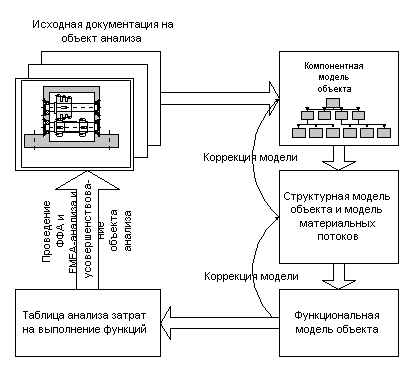 Исходная документация на
объект анализа
Компонентная
модель
объекта
Коррекция модели
Структурная модель
объекта и модель
материальных
потоков
Проведение
ФФА и
FMEA-анализа и
усовершенствова-
ние
объекта
анализа
Коррекция модели
Таблица анализа затрат
на выполнение функций
Функциональная
модель объекта